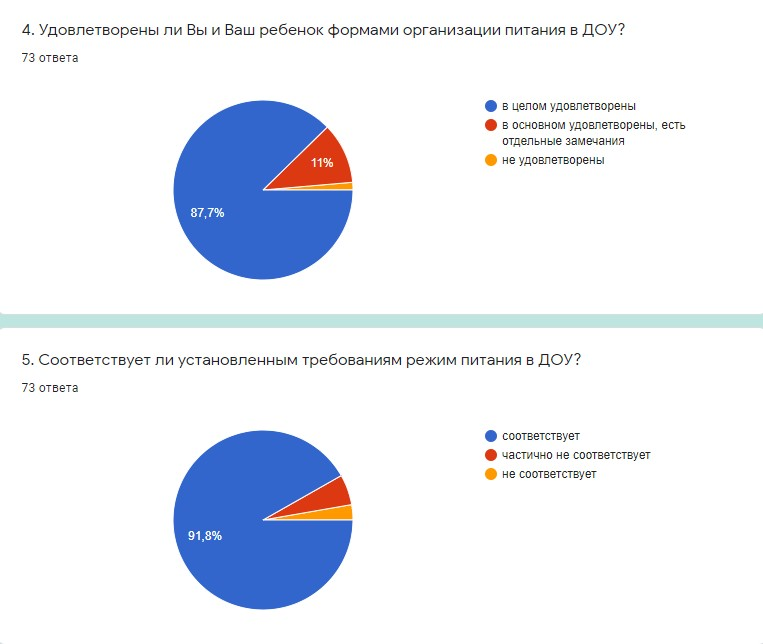 4. Удовлетворены ли Вы и Ваш ребенок формами организации питания в ДОУ?
73 ответа
в целом удовлетворены
в основном удовлетворены, есть
отдельные замечания
не удовлетворены
11%
87,7%
5. Соответствует ли установленным требованиям режим питания в ДОУ?
73 ответа
соответствует
частично не соответствует
не соответствует
91,8%